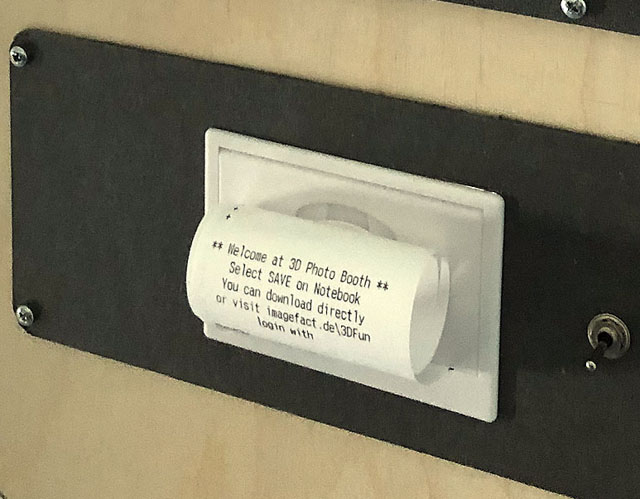 ** Welcome at 3D Photo Booth **
Select SAVE on Notebook
You can download directly
or visit imagefact.de\3DFun
login with